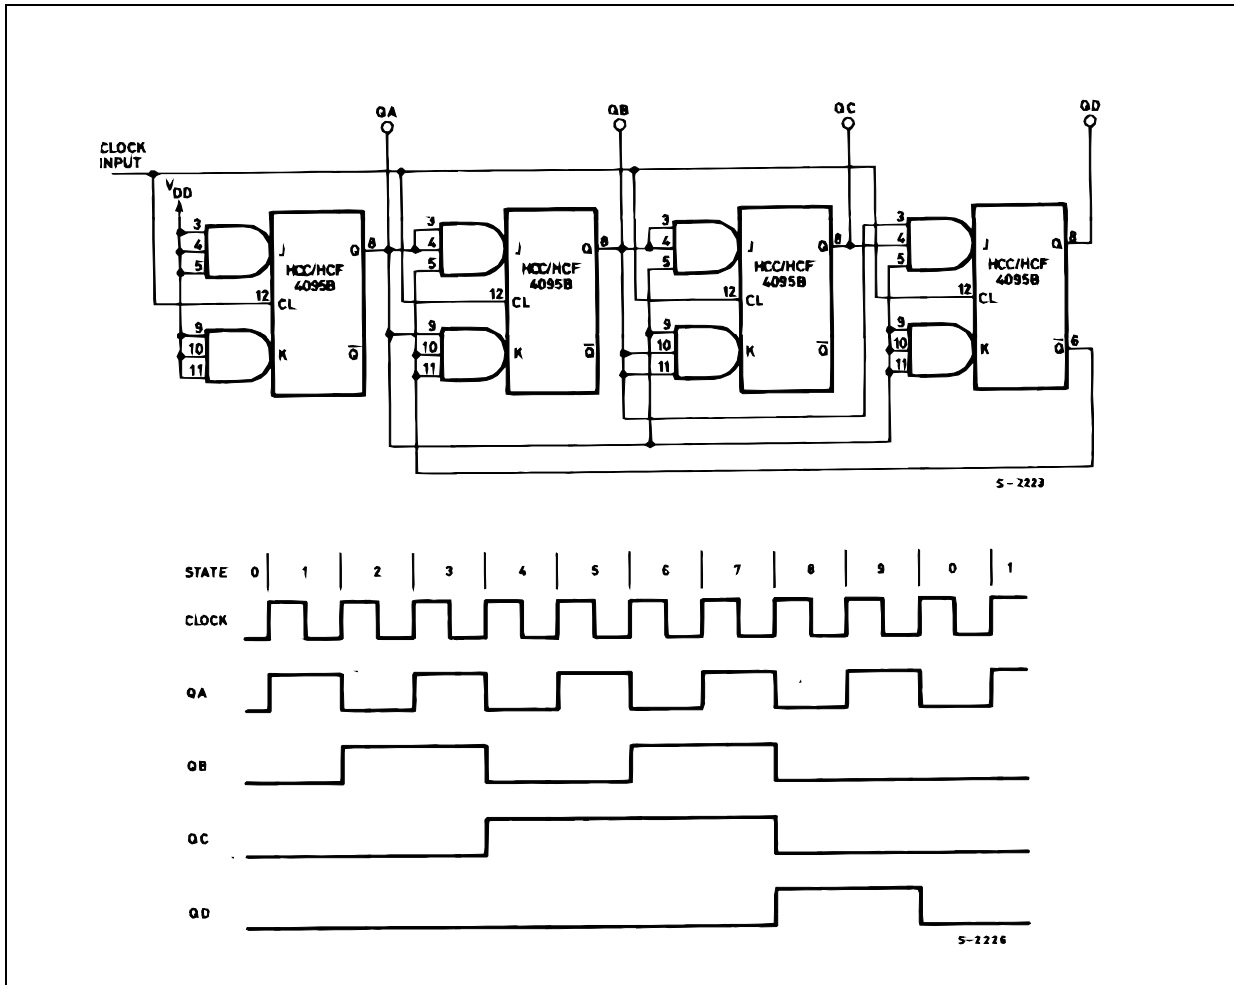 QA
QB
QC
QD
CLOCK
INPUT
VDD
3
4
5
J
Q
8
HCC/HCF
4095B
12
CL
9
10
11
K
Q̅
3
4
5
J
Q
8
HCC/HCF
4095B
12
CL
9
10
11
K
Q̅
3
4
5
J
Q
8
HCC/HCF
4095B
12
CL
9
10
11
K
Q̅
3
4
5
J
Q
8
HCC/HCF
4095B
12
CL
9
10
11
K
Q̅
6
S-2223
STATE 0 1 2 3 4 5 6 7 8 9 0 1
CLOCK
QA
QB
QC
QD
S-2226